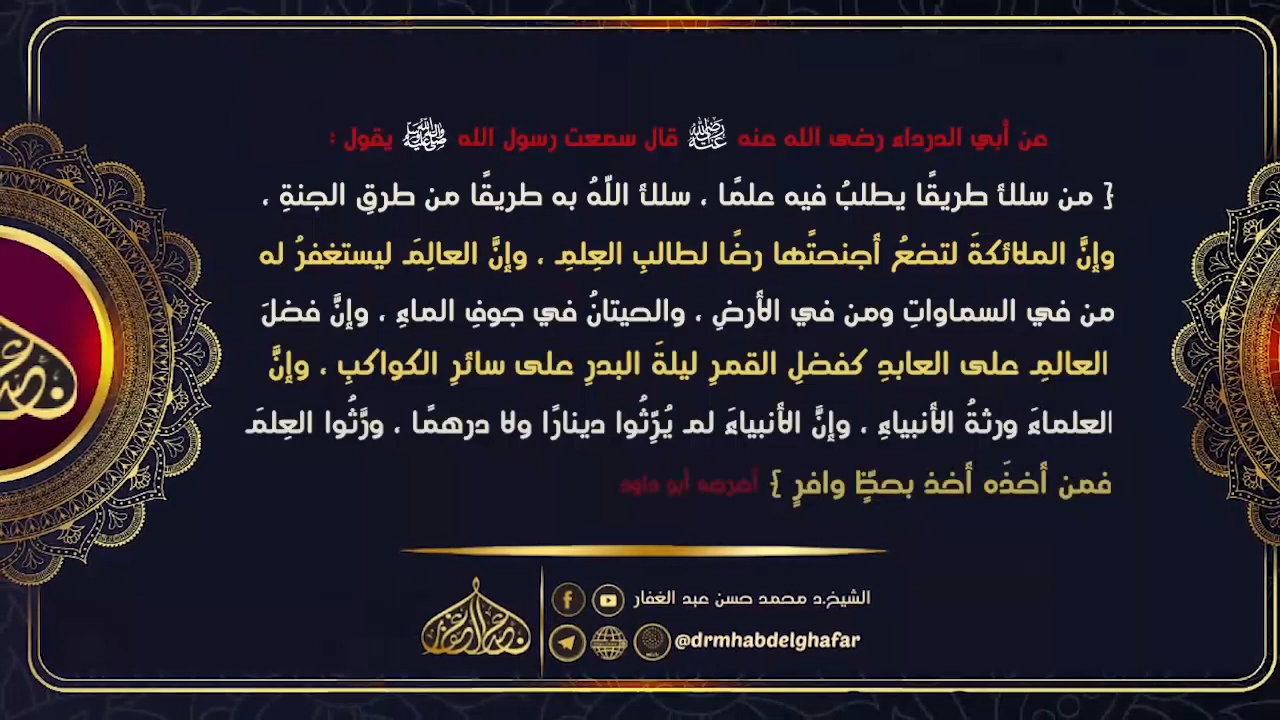 عن أبي الدرداء رضى الله عنه ﵁ قال سمعت رسول الله ﷺ يقول :
{ من سلك طريقًا يطلبُ فيه علمًا ، سلك اللّهُ به طريقًا من طرقِ الجنةِ ،
وإنَّ الملائكةَ لتضعُ أجنحتَها رضًا لطالبِ العِلمِ ، وإنَّ العالِمَ ليستغفرُ له
من في السماواتِ ومن في الأرضِ ، والحيتانُ في جوفِ الماءِ ، وإنَّ فضلَ
العالمِ على العابدِ كفضلِ القمرِ ليلةَ البدرِ على سائرِ الكواكبِ ، وإنَّ
العلماءَ ورثةُ الأنبياءِ ، وإنَّ الأنبياءَ لم يُرِّثُوا دينارًا ولا درهمًا ، ورَّثُوا العِلمَ
فمن أخذَه أخذ بحظٍّ وافرٍ } أخرجه أبو داود
الشيخ.د محمد حسن عبد الغفار
@drmhabdelghafar